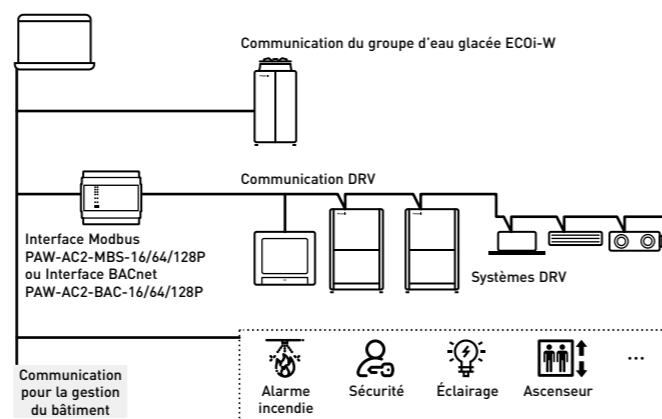 Communication du groupe d'eau glacée ECOi-W
Communication DRV
Interface Modbus
PAW-AC2-MBS-16/64/128P
ou Interface BACnet
PAW-AC2-BAC-16/64/128P
Systèmes DRV
Communication
pour la gestion
du bâtiment
Alarme
incendie
Sécurité
Éclairage
Ascenseur
...